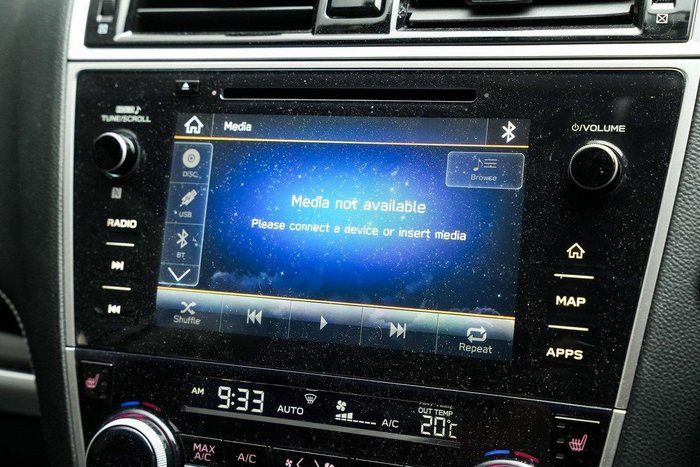 TUNE/SCROLL
Media
⏻/VOLUME
DISC
USB
BT
Browse
Media not available
Please connect a device or insert media
RADIO
MAP
APPS
Shuffle
Repeat
AM 9:33
AUTO
A/C
OUT TEMP
20°C
MAX
A/C
A/C